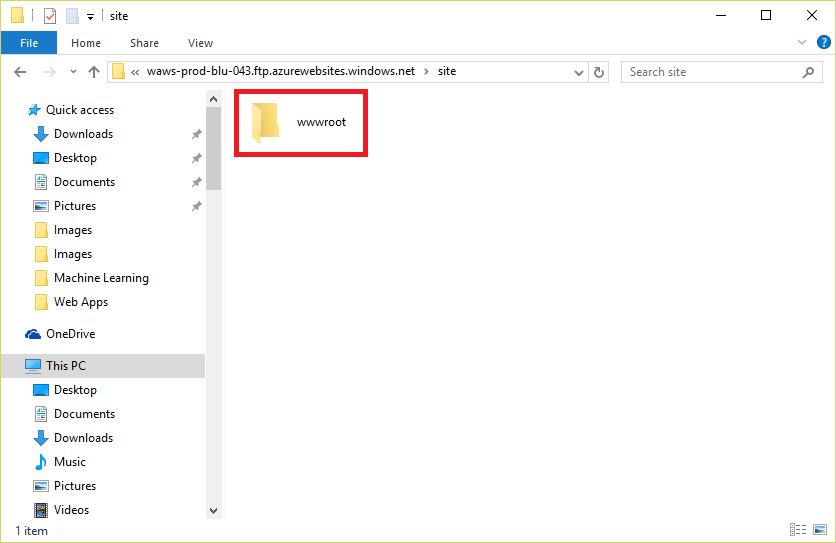 site
File Home Share View
« waws-prod-blu-043.ftp.azurewebsites.windows.net › site
Search site
Quick access
Downloads
Desktop
Documents
Pictures
Images
Images
Machine Learning
Web Apps
OneDrive
This PC
Desktop
Documents
Downloads
Music
Pictures
Videos
wwwroot
1 item